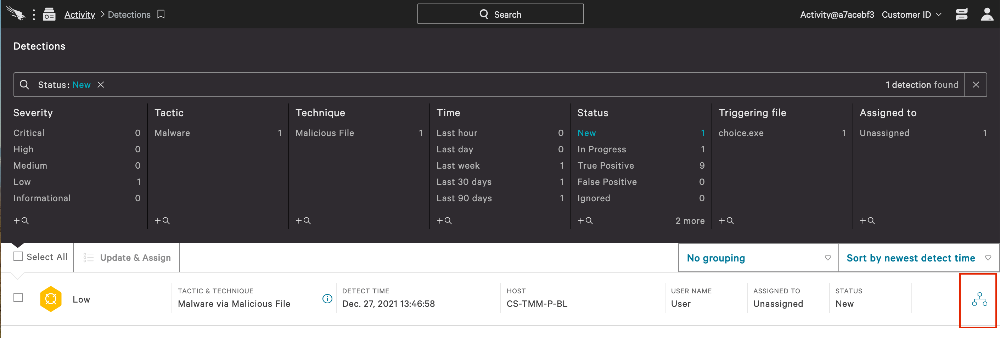 Activity > Detections
Search
Activity@a7acebf3 Customer ID
Detections
Status: New
1 detection found
Severity
Critical 0
High 0
Medium 0
Low 1
Informational 0
Tactic
Malware 1
Technique
Malicious File 1
Time
Last hour 0
Last day 0
Last week 1
Last 30 days 1
Last 90 days 1
Status
New 1
In Progress 1
True Positive 9
False Positive 0
Ignored 0
2 more
Triggering file
choice.exe 1
Assigned to
Unassigned 1
Select All
Update & Assign
No grouping
Sort by newest detect time
Low
TACTIC & TECHNIQUE
Malware via Malicious File
DETECT TIME
Dec. 27, 2021 13:46:58
HOST
CS-TMM-P-BL
USER NAME
User
ASSIGNED TO
Unassigned
STATUS
New